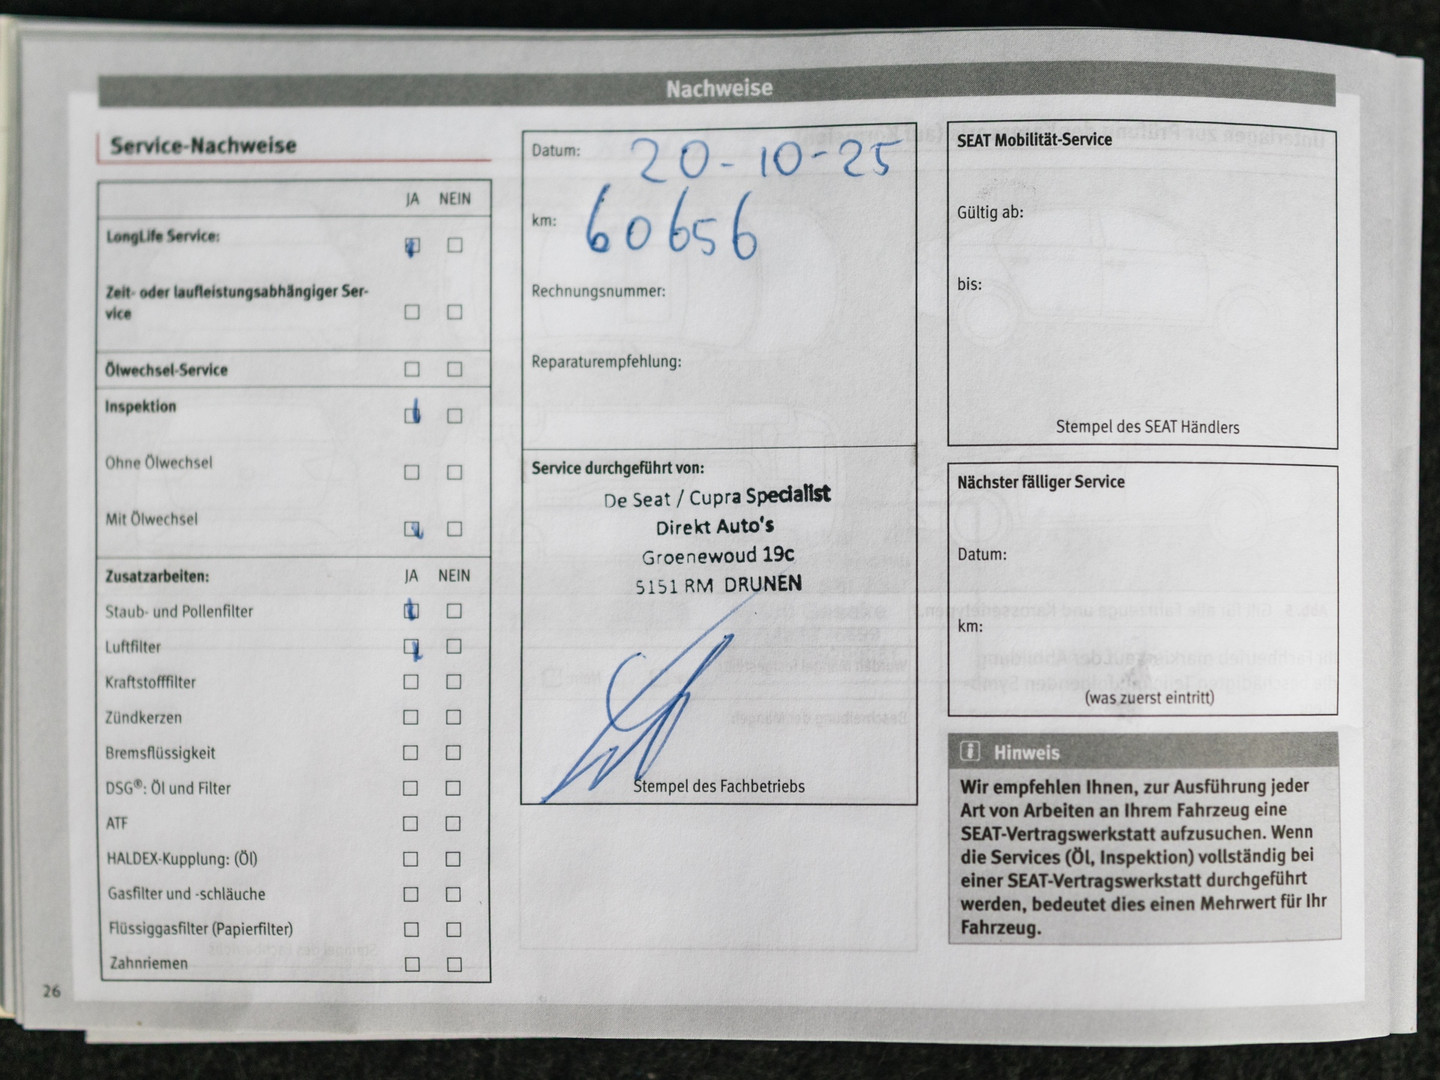 Nachweise
Service-Nachweise
JA NEIN
LongLife Service:
Zeit- oder laufleistungsabhängiger Ser-
vice
Ölwechsel-Service
Inspektion
Ohne Ölwechsel
Mit Ölwechsel
Zusatzarbeiten: JA NEIN
Staub- und Pollenfilter
Luftfilter
Kraftstofffilter
Zündkerzen
Bremsflüssigkeit
DSG®: Öl und Filter
ATF
HALDEX-Kupplung: (Öl)
Gasfilter und -schläuche
Flüssiggasfilter (Papierfilter)
Zahnriemen
26
Datum: 20-10-25
km: 60656
Rechnungsnummer:
Reparaturempfehlung:
Service durchgeführt von:
De Seat / Cupra Specialist
Direkt Auto's
Groenewoud 19c
5151 RM DRUNEN
Stempel des Fachbetriebs
SEAT Mobilität-Service
Gültig ab:
bis:
Stempel des SEAT Händlers
Nächster fälliger Service
Datum:
km:
(was zuerst eintritt)
i Hinweis
Wir empfehlen Ihnen, zur Ausführung jeder
Art von Arbeiten an Ihrem Fahrzeug eine
SEAT-Vertragswerkstatt aufzusuchen. Wenn
die Services (Öl, Inspektion) vollständig bei
einer SEAT-Vertragswerkstatt durchgeführt
werden, bedeutet dies einen Mehrwert für Ihr
Fahrzeug.